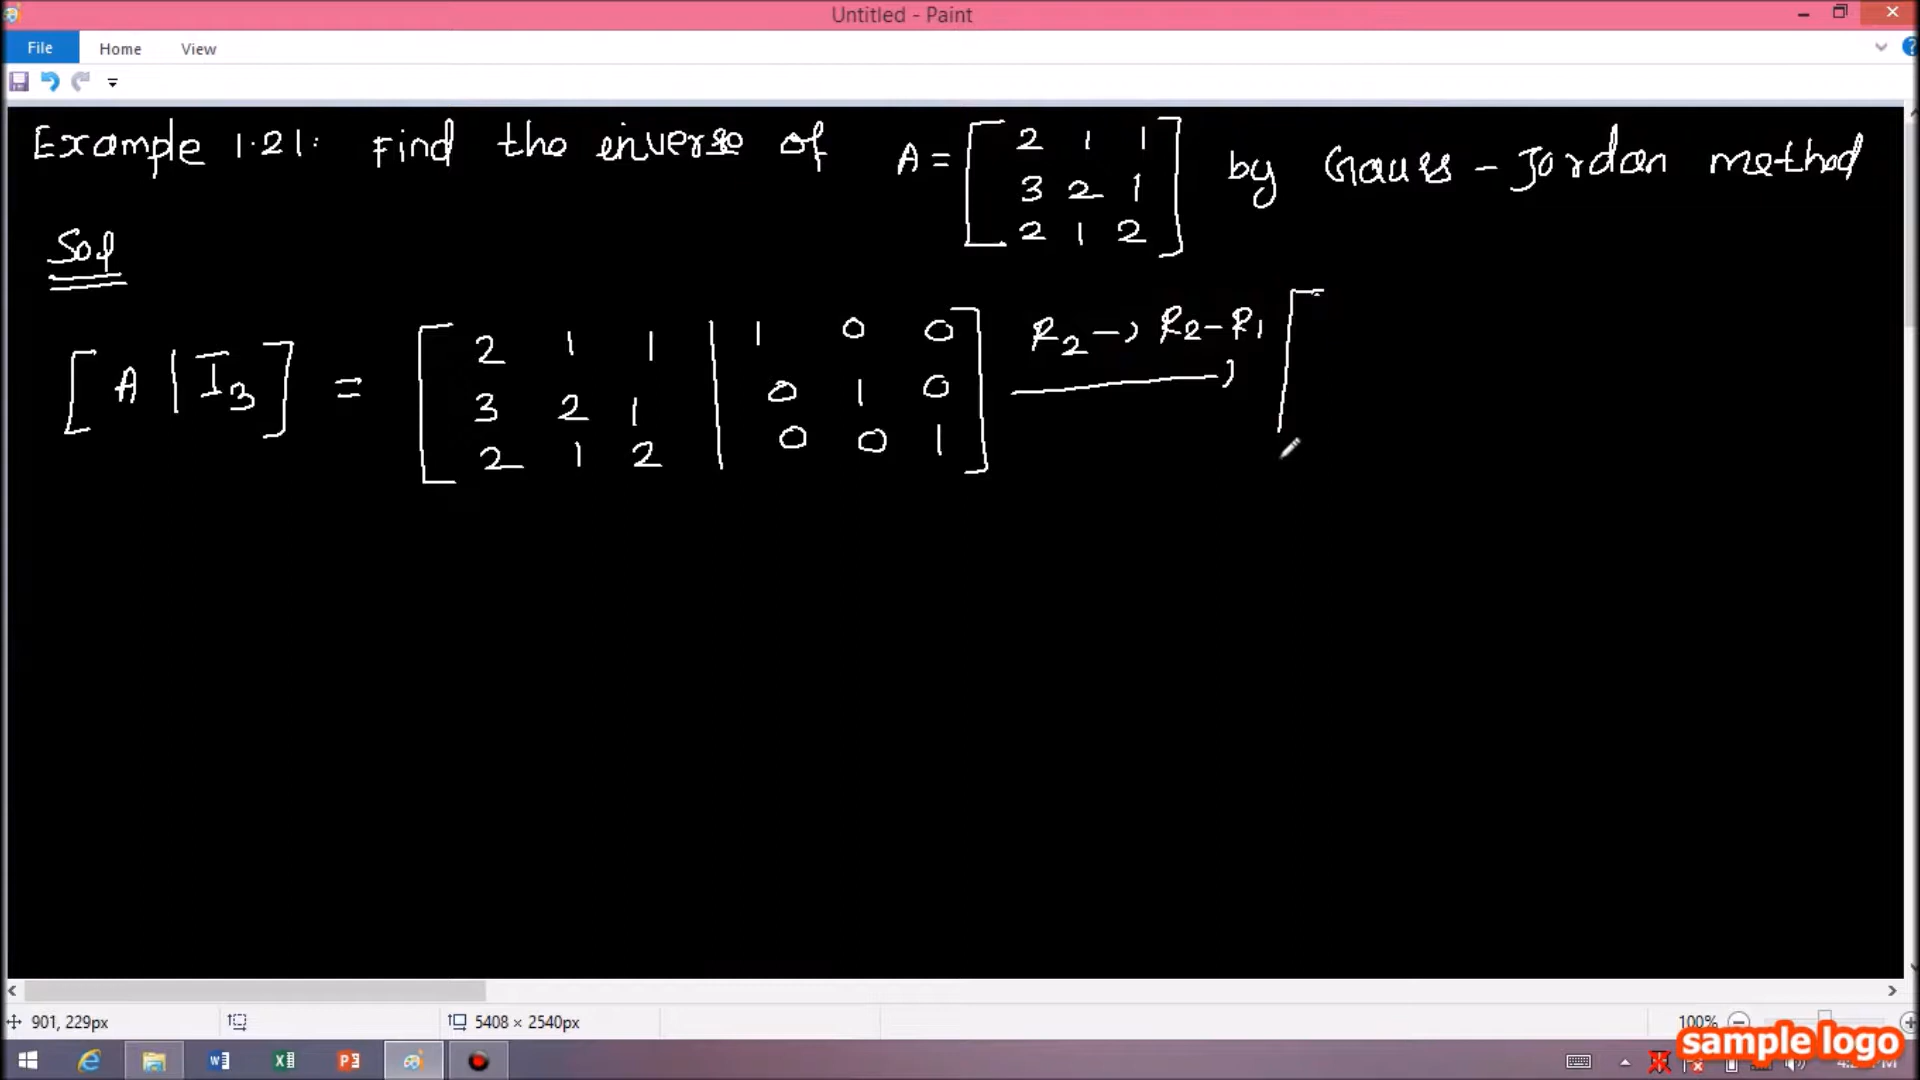 Untitled - Paint
File Home View
Example 1.21: Find the inverse of A = [2 1 1
3 2 1
2 1 2] by Gauss - Jordan method
Sol
[A | I3] = [2 1 1 | 1 0 0
3 2 1 | 0 1 0
2 1 2 | 0 0 1] R2 → R2-R1 [
901, 229px 5408 × 2540px 100%
sample logo